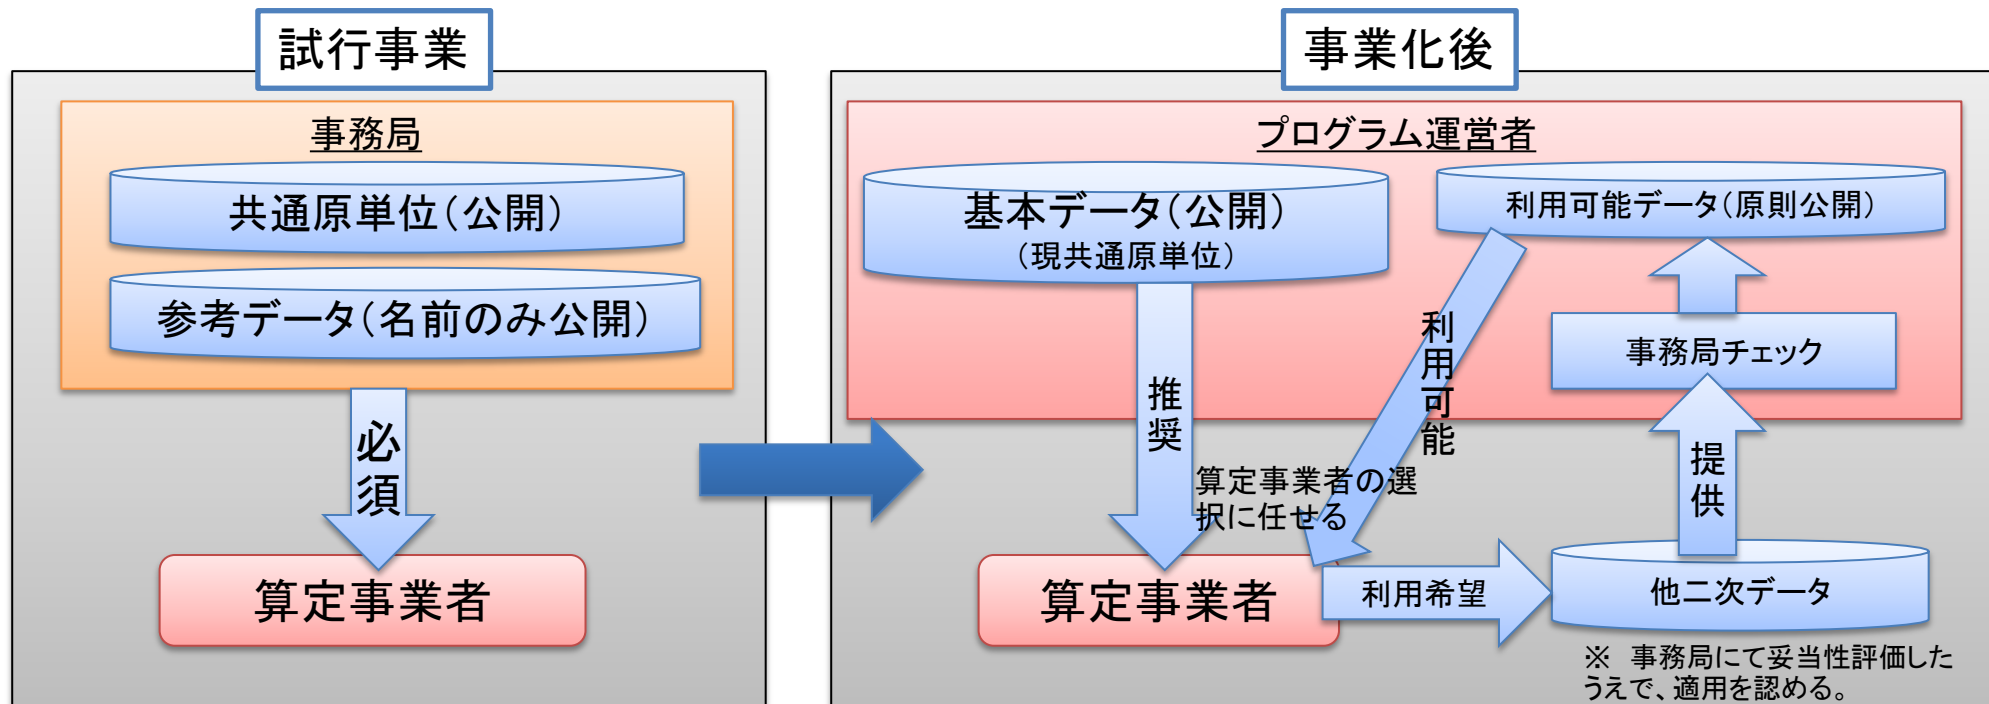 試行事業
事務局
共通原単位(公開)
参考データ(名前のみ公開)
必須
算定事業者
事業化後
プログラム運営者
基本データ(公開)
(現共通原単位)
利用可能データ(原則公開)
事務局チェック
利用可能
推奨
提供
算定事業者の選
択に任せる
算定事業者
利用希望
他二次データ
※ 事務局にて妥当性評価した
うえで、適用を認める。